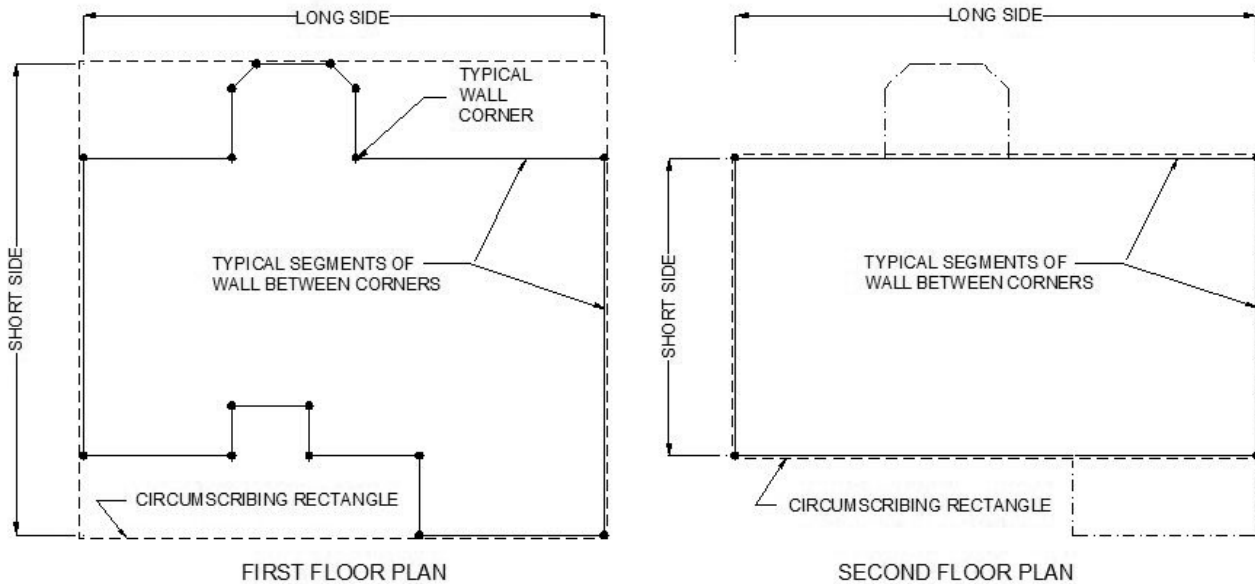 LONG SIDE
TYPICAL
WALL
CORNER
SHORT SIDE
TYPICAL SEGMENTS OF
WALL BETWEEN CORNERS
CIRCUMSCRIBING RECTANGLE
FIRST FLOOR PLAN
LONG SIDE
SHORT SIDE
TYPICAL SEGMENTS OF
WALL BETWEEN CORNERS
CIRCUMSCRIBING RECTANGLE
SECOND FLOOR PLAN